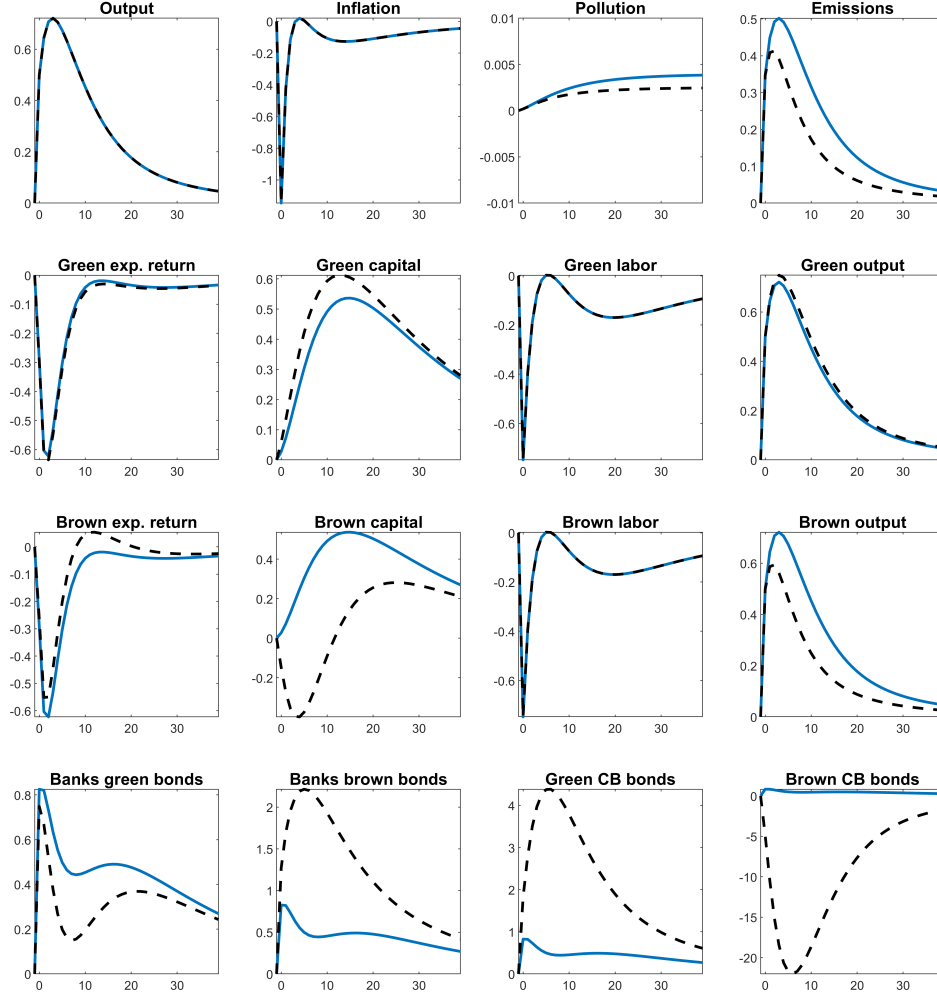 Output Inflation Pollution Emissions
0.6 0.4 0.2 0
0 -0.2 -0.4 -0.6 -0.8 -1
0.01 0.005 0 -0.005 -0.01
0.5 0.4 0.3 0.2 0.1 0
0 10 20 30 0 10 20 30 0 10 20 30 0 10 20 30
Green exp. return Green capital Green labor Green output
0 -0.1 -0.2 -0.3 -0.4 -0.5 -0.6
0.6 0.5 0.4 0.3 0.2 0.1 0
0 -0.2 -0.4 -0.6
0.6 0.4 0.2 0
0 10 20 30 0 10 20 30 0 10 20 30 0 10 20 30
Brown exp. return Brown capital Brown labor Brown output
0 -0.1 -0.2 -0.3 -0.4 -0.5 -0.6
0.4 0.2 0 -0.2
0 -0.2 -0.4 -0.6
0.6 0.4 0.2 0
0 10 20 30 0 10 20 30 0 10 20 30 0 10 20 30
Banks green bonds Banks brown bonds Green CB bonds Brown CB bonds
0.8 0.6 0.4 0.2 0
2 1.5 1 0.5 0
4 3 2 1 0
0 -5 -10 -15 -20
0 10 20 30 0 10 20 30 0 10 20 30 0 10 20 30